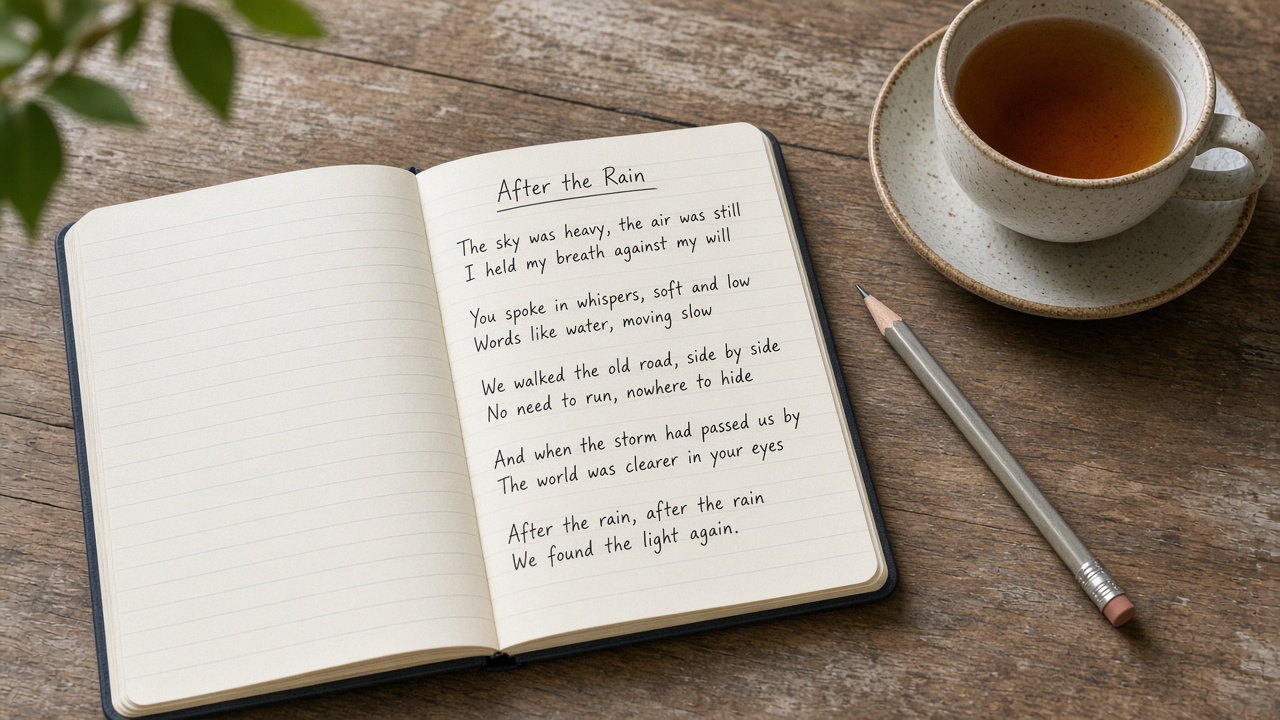 After the Rain
The sky was heavy, the air was still
I held my breath against my will
You spoke in whispers, soft and low
Words like water, moving slow
We walked the old road, side by side
No need to run, nowhere to hide
And when the storm had passed us by
The world was clearer in your eyes
After the rain, after the rain
We found the light again.